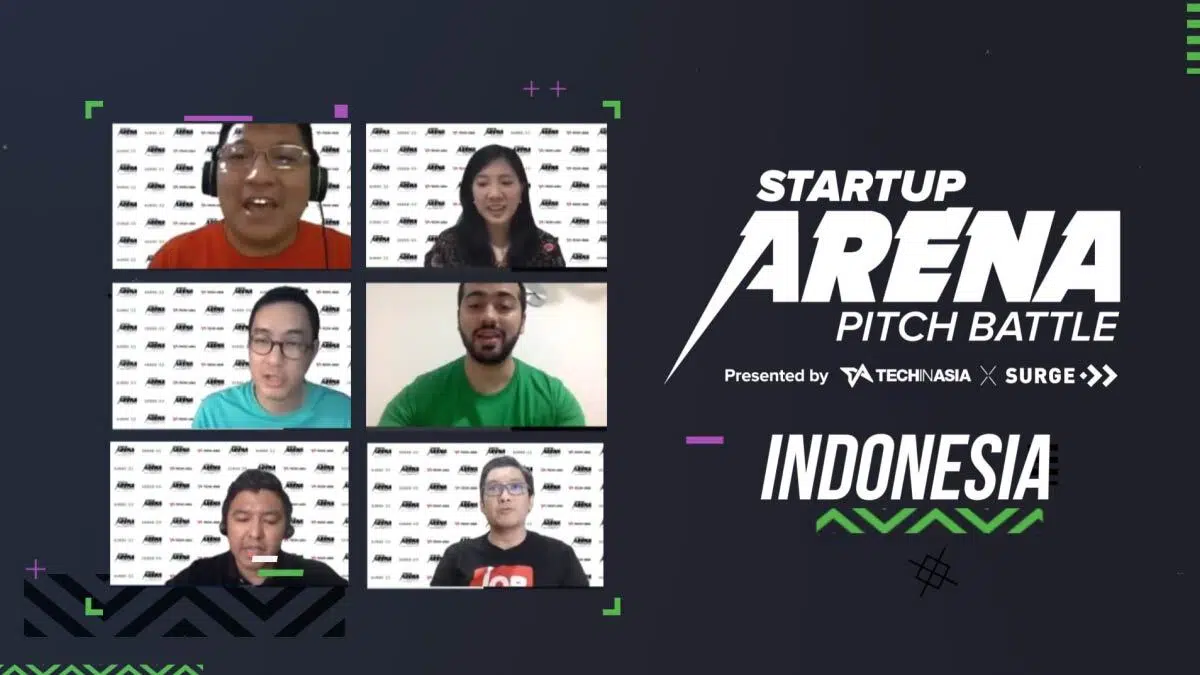 STARTUP
ARENA
PITCH BATTLE
Presented by TECHINASIA X SURGE
INDONESIA